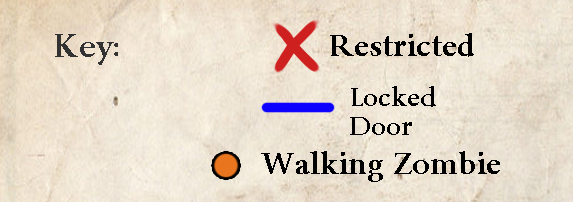 Key:
Restricted
Locked
Door
Walking Zombie